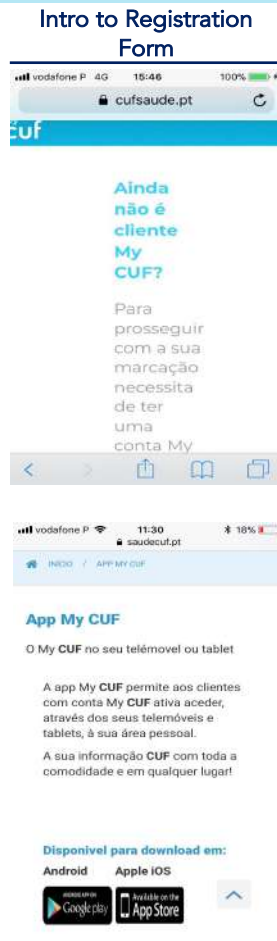 Intro to Registration
Form
vodafone P 4G 15:46 100%
cufsaude.pt
cuf
Ainda
não é
cliente
My
CUF?
Para
prosseguir
com a sua
marcação
necessita
de ter
uma
conta My
vodafone P 11:30 18%
saudecuf.pt
INÍCIO / APP MY CUF
App My CUF
O My CUF no seu telémovel ou tablet
A app My CUF permite aos clientes
com conta My CUF ativa aceder,
através dos seus telemóveis e
tablets, à sua área pessoal.
A sua informação CUF com toda a
comodidade e em qualquer lugar!
Disponivel para download em:
Android Apple iOS
Google play Available on the
App Store